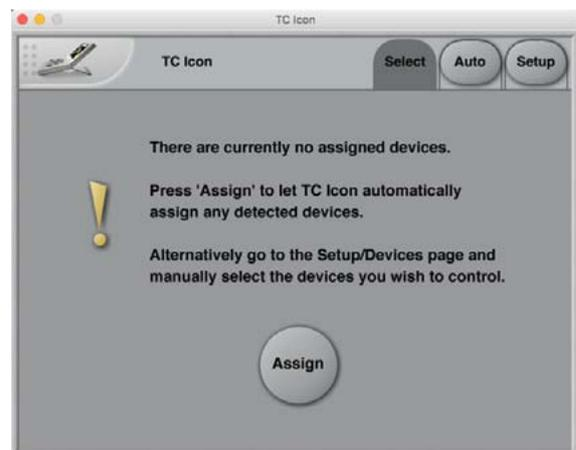 TC Icon
TC Icon
Select
Auto
Setup
There are currently no assigned devices.
Press 'Assign' to let TC Icon automatically
assign any detected devices.
Alternatively go to the Setup/Devices page and
manually select the devices you wish to control.
Assign